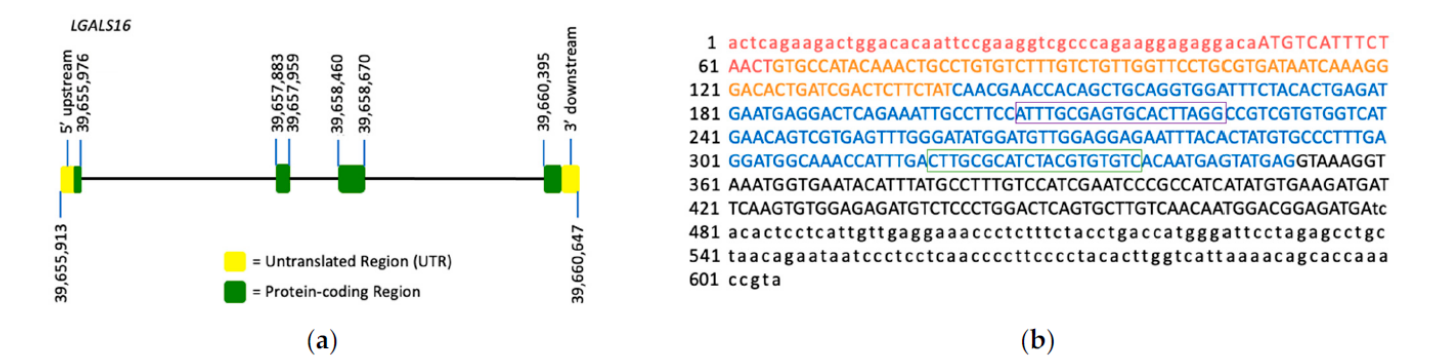 LGALS16
5' upstream
39,655,976
39,657,883
39,657,959
39,658,460
39,658,670
39,660,395
3' downstream
39,655,913
39,660,647
= Untranslated Region (UTR)
= Protein-coding Region
(a)
1 actcagaagactggacacaattccgaaggtcgcccagaaggagaggacaATGTCATTTCT
61 AACTGTGCCATACAAACTGCCTGTGTCTTTGTCTGTTGGTTCCTGCGTGATAATCAAAGG
121 GACACTGATCGACTCTTCTATCAACGAACCACAGCTGCAGGTGGATTTCTACACTGAGAT
181 GAATGAGGACTCAGAAATTGCCTTCCATTTGCGAGTGCACTTAGGCCGTCGTGTGGTCAT
241 GAACAGTCGTGAGTTTGGGATATGGATGTTGGAGGAGAATTTACACTATGTGCCCTTTGA
301 GGATGGCAAACCATTTGACTTGCGCATCTACGTGTGTCACAATGAGTATGAGGTAAAGGT
361 AAATGGTGAATACATTTATGCCTTTGTCCATCGAATCCCGCCATCATATGTGAAGATGAT
421 TCAAGTGTGGAGAGATGTCTCCCTGGACTCAGTGCTTGTCAACAATGGACGGAGATGAtc
481 acactcctcattgttgaggaaaccctctttctacctgaccatgggattcctagagcctgc
541 taacagaataatccctcctcaaccccttcccctacacttggtcattaaaacagcaccaaa
601 ccgta
(b)